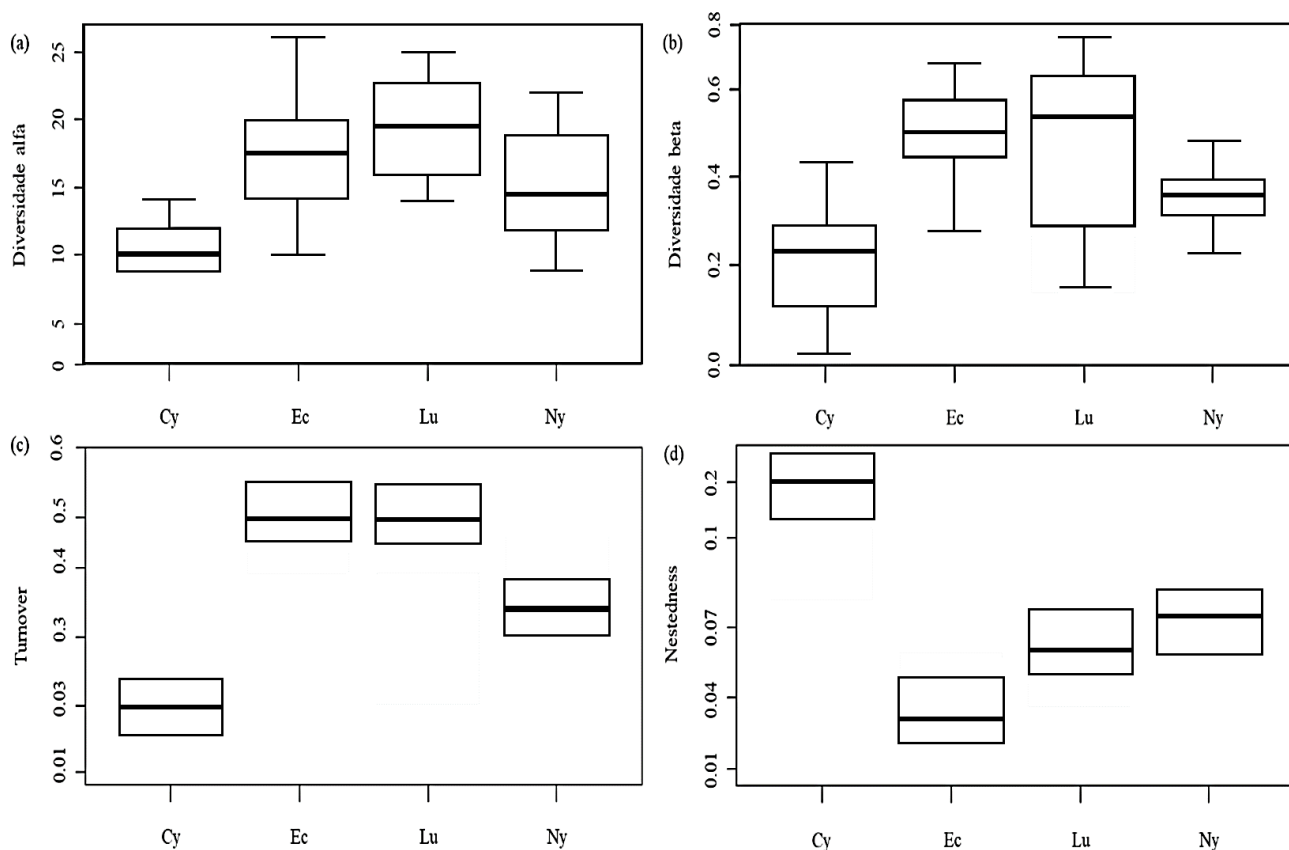 (a)
Diversidade alfa
25
20
15
10
5
0
Cy Ec Lu Ny
(b)
Diversidade beta
0.8
0.6
0.4
0.2
0.0
Cy Ec Lu Ny
(c)
Turnover
0.6
0.5
0.4
0.3
0.03
0.01
Cy Ec Lu Ny
(d)
Nestedness
0.2
0.1
0.07
0.04
0.01
Cy Ec Lu Ny